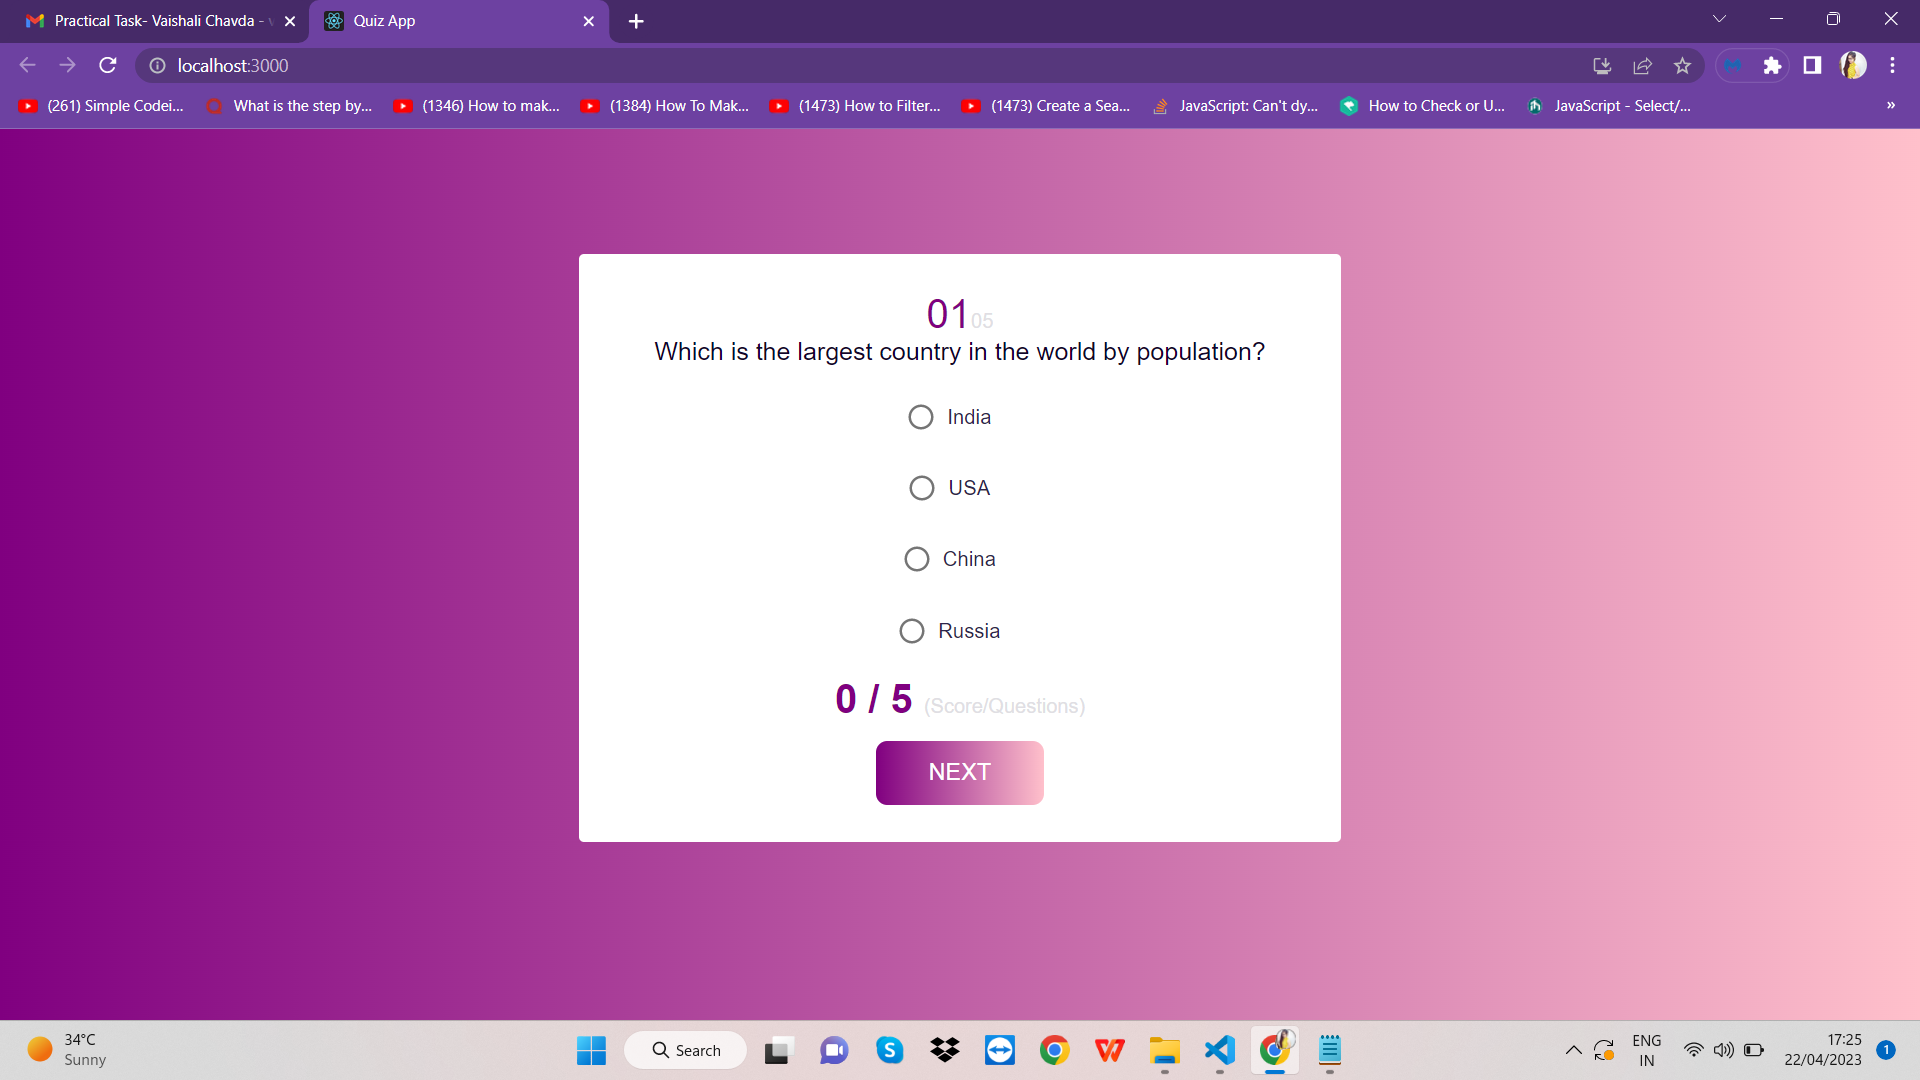 Practical Task- Vaishali Chavda -
Quiz App
localhost:3000
(261) Simple Codei...
What is the step by...
(1346) How to mak...
(1384) How To Mak...
(1473) How to Filter...
(1473) Create a Sea...
JavaScript: Can't dy...
How to Check or U...
JavaScript - Select/...
»
01 05
Which is the largest country in the world by population?
India
USA
China
Russia
0 / 5 (Score/Questions)
NEXT
34°C
Sunny
Search
ENG
IN
17:25
22/04/2023
1